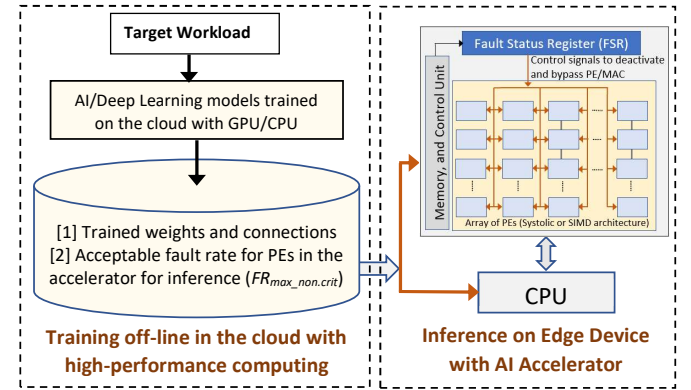 Target Workload
AI/Deep Learning models trained
on the cloud with GPU/CPU
[1] Trained weights and connections
[2] Acceptable fault rate for PEs in the
accelerator for inference (FRmax_non.crit)
Training off-line in the cloud with
high-performance computing
Fault Status Register (FSR)
Control signals to deactivate
and bypass PE/MAC
Memory, and Control Unit
Array of PEs (Systolic or SIMD architecture)
CPU
Inference on Edge Device
with AI Accelerator